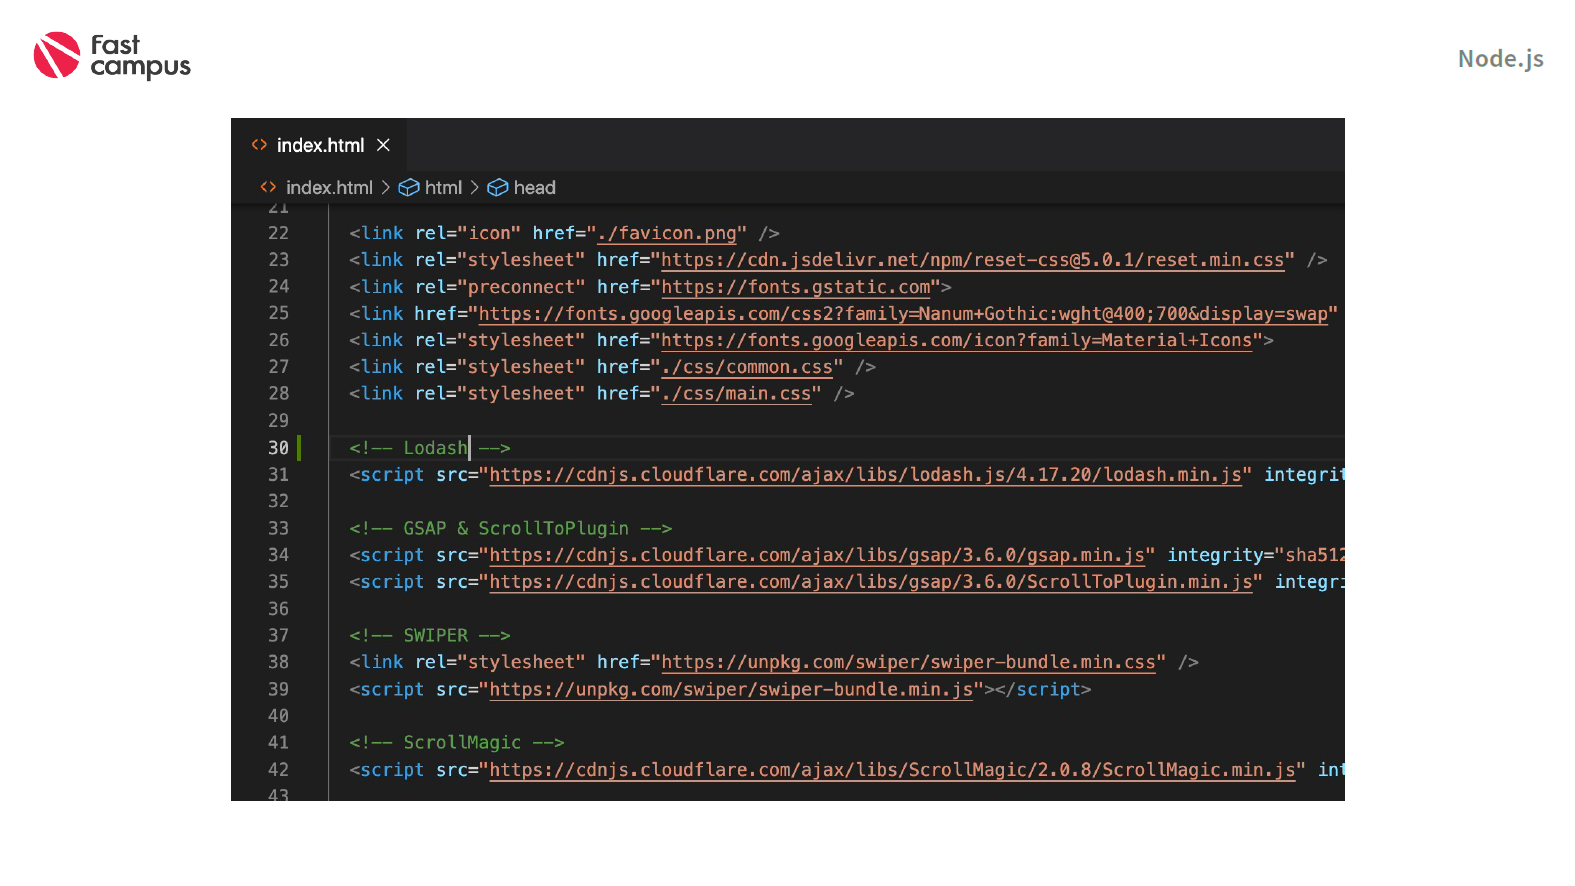 Fast
campus
Node.js
index.html
index.html > html > head
21
22 <link rel="icon" href="./favicon.png" />
23 <link rel="stylesheet" href="https://cdn.jsdelivr.net/npm/reset-css@5.0.1/reset.min.css" />
24 <link rel="preconnect" href="https://fonts.gstatic.com">
25 <link href="https://fonts.googleapis.com/css2?family=Nanum+Gothic:wght@400;700&display=swap"
26 <link rel="stylesheet" href="https://fonts.googleapis.com/icon?family=Material+Icons">
27 <link rel="stylesheet" href="./css/common.css" />
28 <link rel="stylesheet" href="./css/main.css" />
29
30 <!-- Lodash -->
31 <script src="https://cdnjs.cloudflare.com/ajax/libs/lodash.js/4.17.20/lodash.min.js" integrit
32
33 <!-- GSAP & ScrollToPlugin -->
34 <script src="https://cdnjs.cloudflare.com/ajax/libs/gsap/3.6.0/gsap.min.js" integrity="sha512
35 <script src="https://cdnjs.cloudflare.com/ajax/libs/gsap/3.6.0/ScrollToPlugin.min.js" integri
36
37 <!-- SWIPER -->
38 <link rel="stylesheet" href="https://unpkg.com/swiper/swiper-bundle.min.css" />
39 <script src="https://unpkg.com/swiper/swiper-bundle.min.js"></script>
40
41 <!-- ScrollMagic -->
42 <script src="https://cdnjs.cloudflare.com/ajax/libs/ScrollMagic/2.0.8/ScrollMagic.min.js" int
43